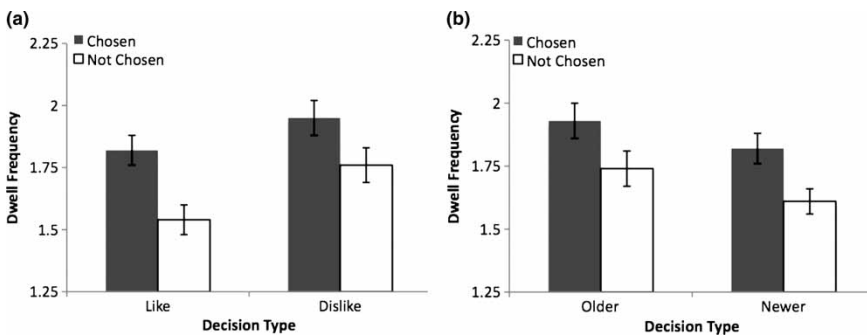 (a)
2.25
2
1.75
1.5
1.25
Dwell Frequency
Chosen
Not Chosen
Like
Dislike
Decision Type
(b)
2.25
2
1.75
1.5
1.25
Dwell Frequency
Chosen
Not Chosen
Older
Newer
Decision Type